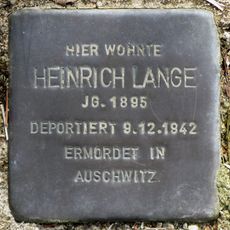 HIER WOHNTE
HEINRICH LANGE
JG. 1895
DEPORTIERT 9.12.1942
ERMORDET IN
AUSCHWITZ